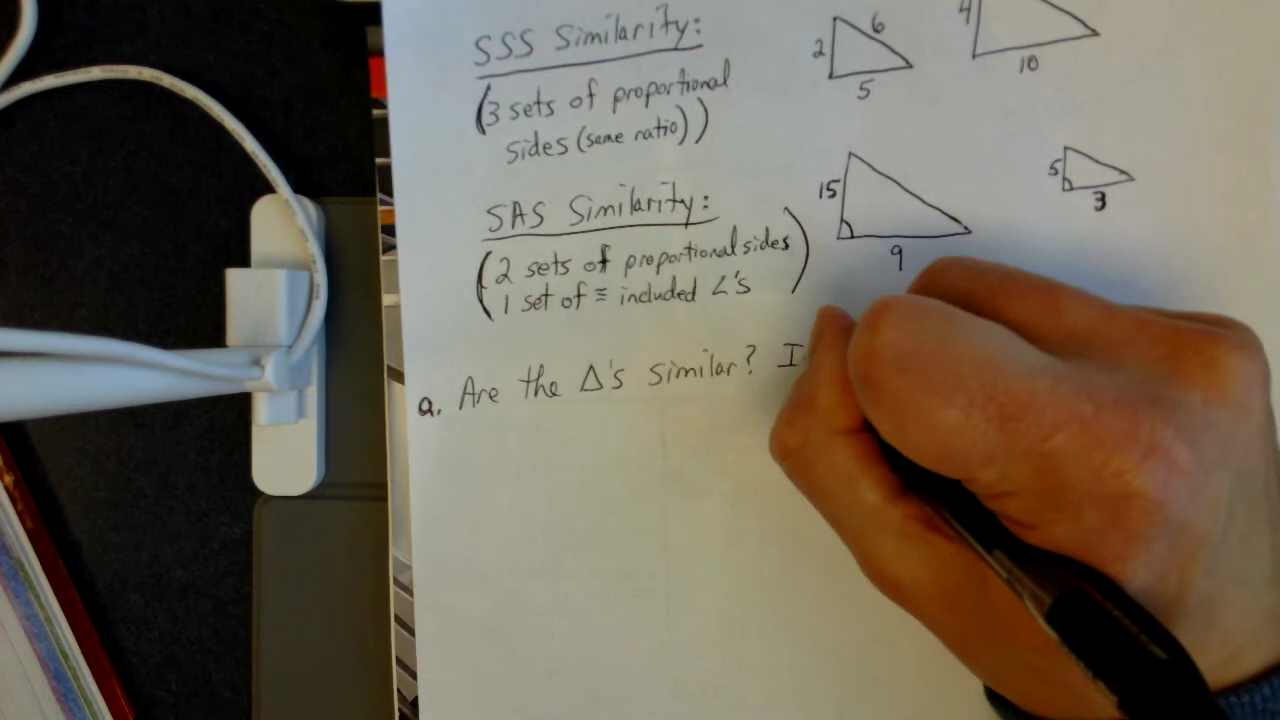 SSS Similarity:
(3 sets of proportional
sides (same ratio))
2 6 5
4 10
SAS Similarity:
(2 sets of proportional sides
1 set of ≅ included ∠'s)
15 9
5 3
a. Are the Δ's similar? I